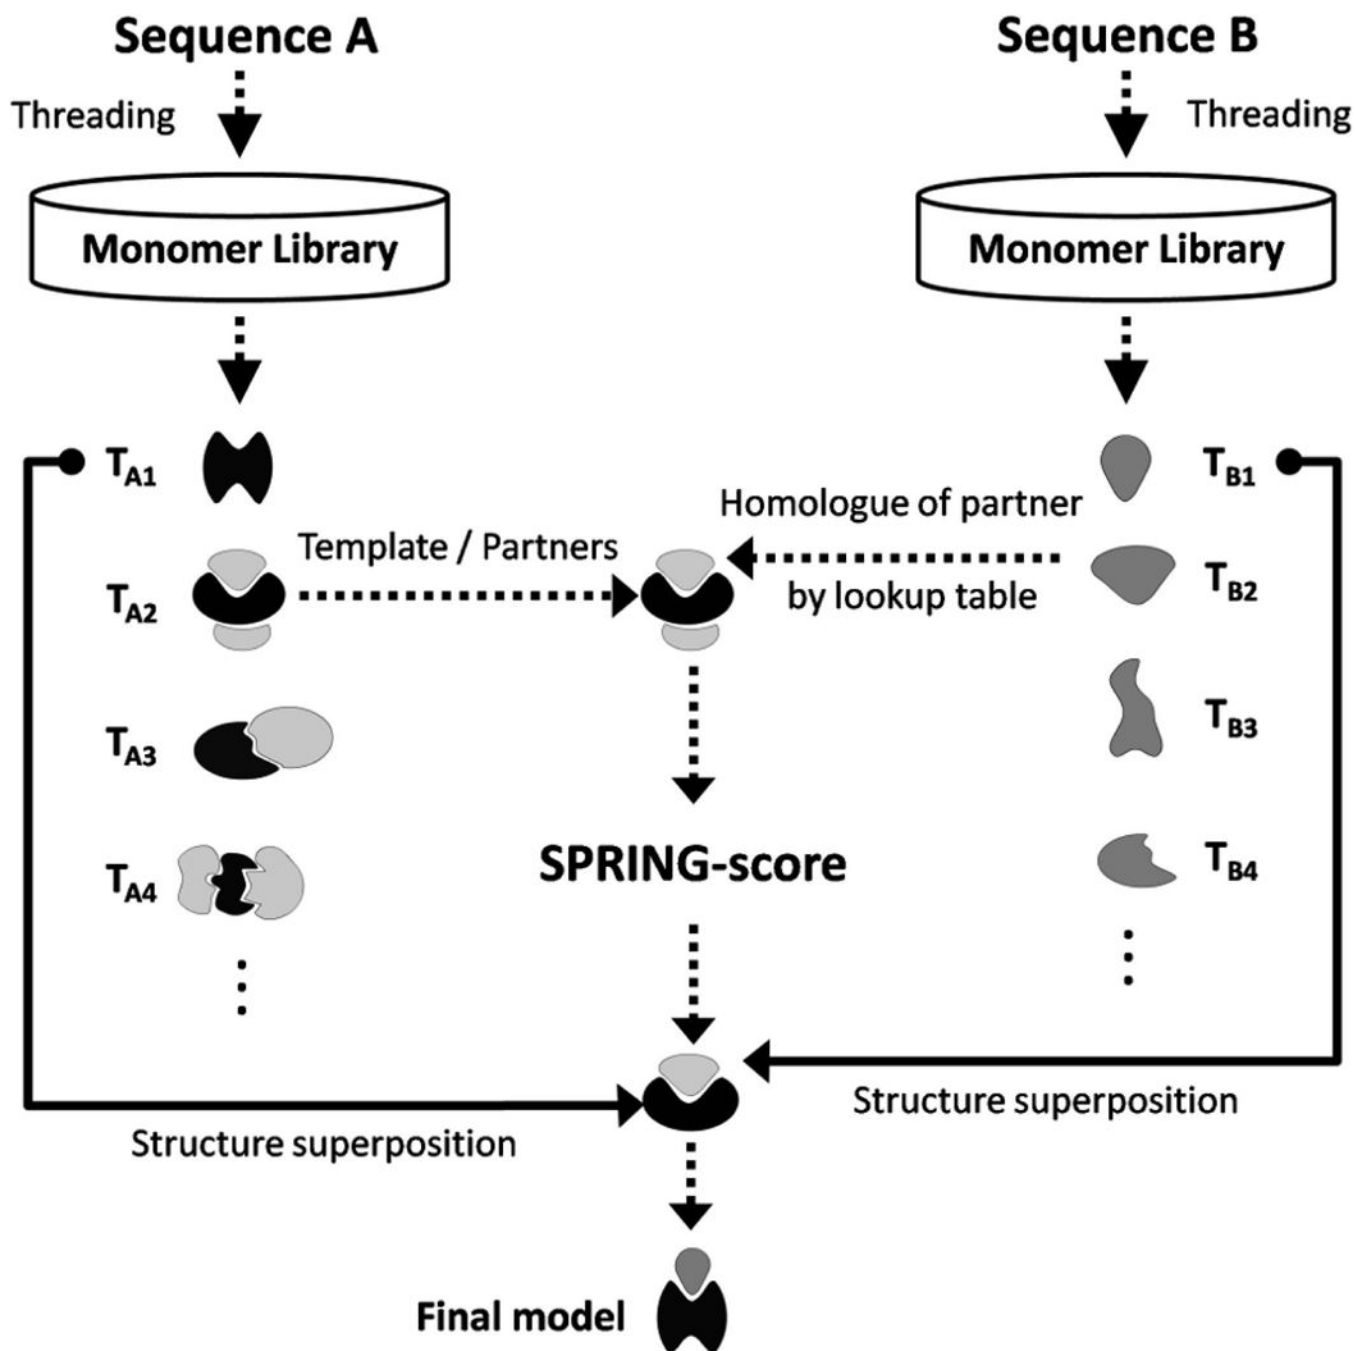 Sequence A
Sequence B
Threading
Threading
Monomer Library
Monomer Library
TA1
TB1
Homologue of partner
Template / Partners
TA2
TB2
by lookup table
TA3
TB3
SPRING-score
TA4
TB4
Structure superposition
Structure superposition
Final model